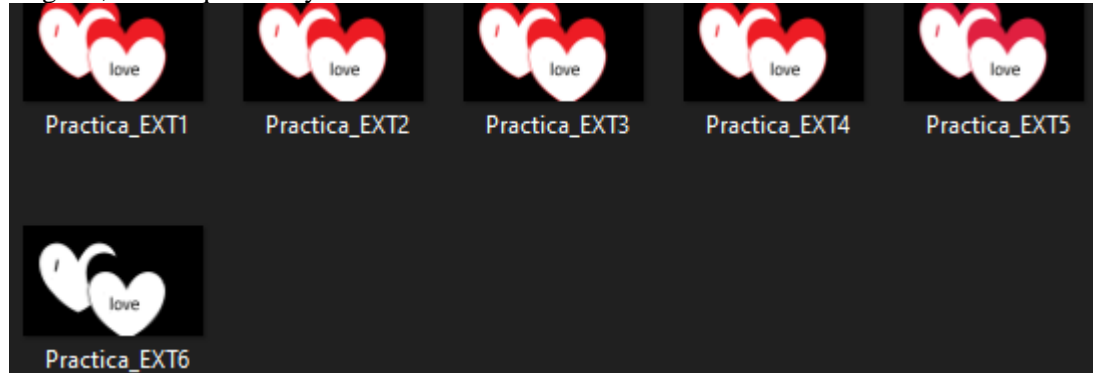 I love
I love
I love
I love
I love
Practica_EXT1
Practica_EXT2
Practica_EXT3
Practica_EXT4
Practica_EXT5
I love
Practica_EXT6